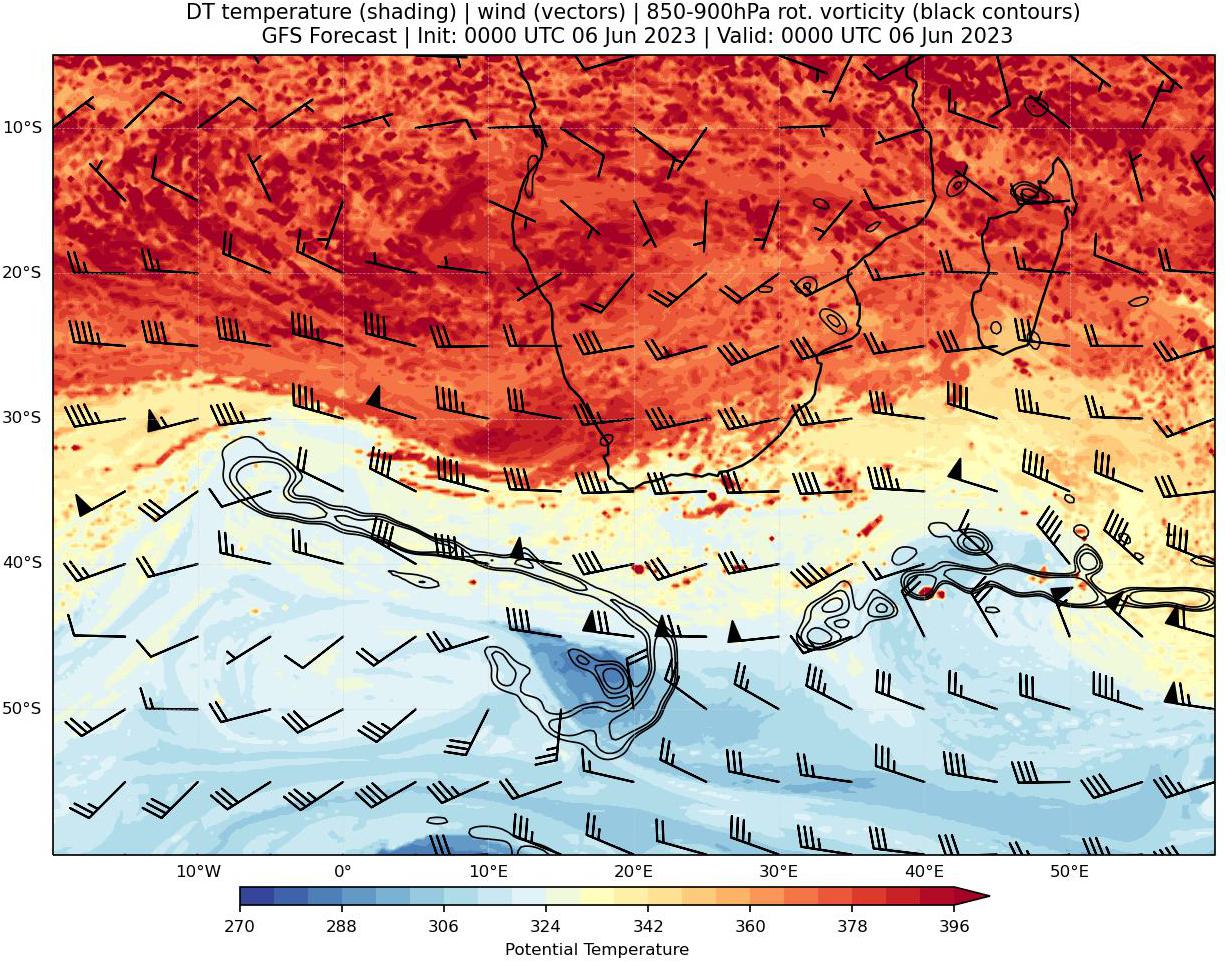 DT temperature (shading) | wind (vectors) | 850-900hPa rot. vorticity (black contours)
GFS Forecast | Init: 0000 UTC 06 Jun 2023 | Valid: 0000 UTC 06 Jun 2023
10°S
20°S
30°S
40°S
50°S
10°W 0° 10°E 20°E 30°E 40°E 50°E
270 288 306 324 342 360 378 396
Potential Temperature